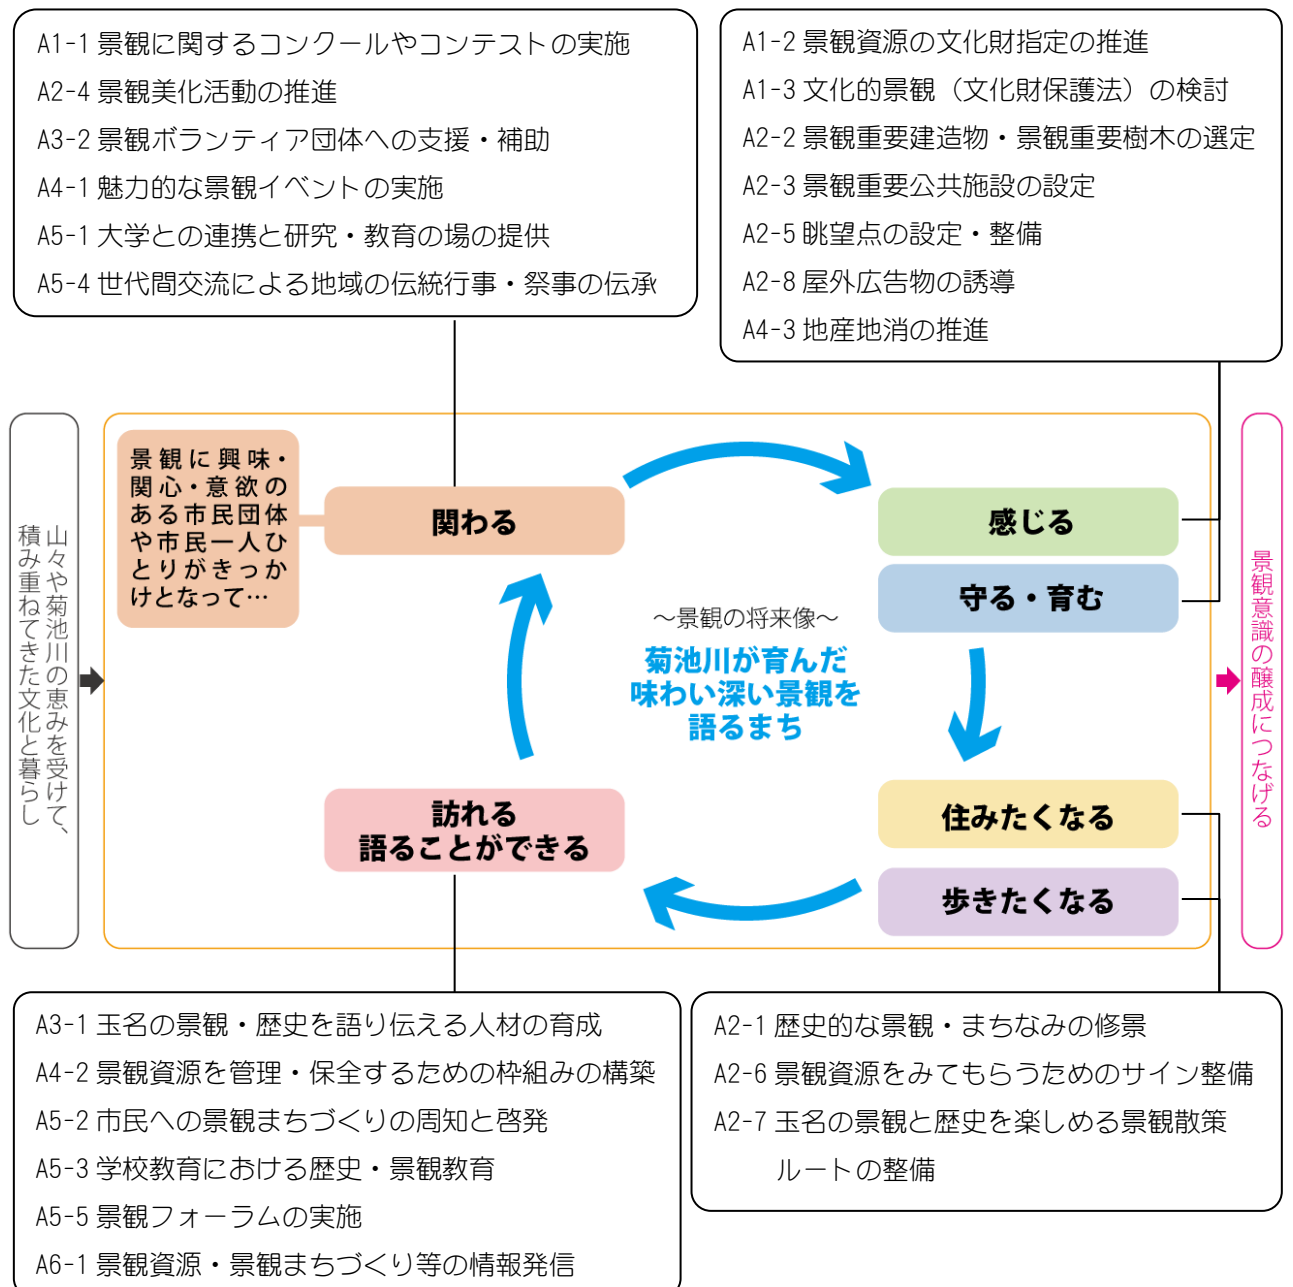 A1-1 景観に関するコンクールやコンテストの実施
A2-4 景観美化活動の推進
A3-2 景観ボランティア団体への支援・補助
A4-1 魅力的な景観イベントの実施
A5-1 大学との連携と研究・教育の場の提供
A5-4 世代間交流による地域の伝統行事・祭事の伝承
A1-2 景観資源の文化財指定の推進
A1-3 文化的景観（文化財保護法）の検討
A2-2 景観重要建造物・景観重要樹木の選定
A2-3 景観重要公共施設の設定
A2-5 眺望点の設定・整備
A2-8 屋外広告物の誘導
A4-3 地産地消の推進
山々や菊池川の恵みを受けて、
積み重ねてきた文化と暮らし
景観に興味・
関心・意欲の
ある市民団体
や市民一人ひ
とりがきっか
けとなって…
関わる
感じる
守る・育む
～景観の将来像～
菊池川が育んだ
味わい深い景観を
語るまち
住みたくなる
歩きたくなる
訪れる
語ることができる
景観意識の醸成につなげる
A3-1 玉名の景観・歴史を語り伝える人材の育成
A4-2 景観資源を管理・保全するための枠組みの構築
A5-2 市民への景観まちづくりの周知と啓発
A5-3 学校教育における歴史・景観教育
A5-5 景観フォーラムの実施
A6-1 景観資源・景観まちづくり等の情報発信
A2-1 歴史的な景観・まちなみの修景
A2-6 景観資源をみてもらうためのサイン整備
A2-7 玉名の景観と歴史を楽しめる景観散策
ルートの整備